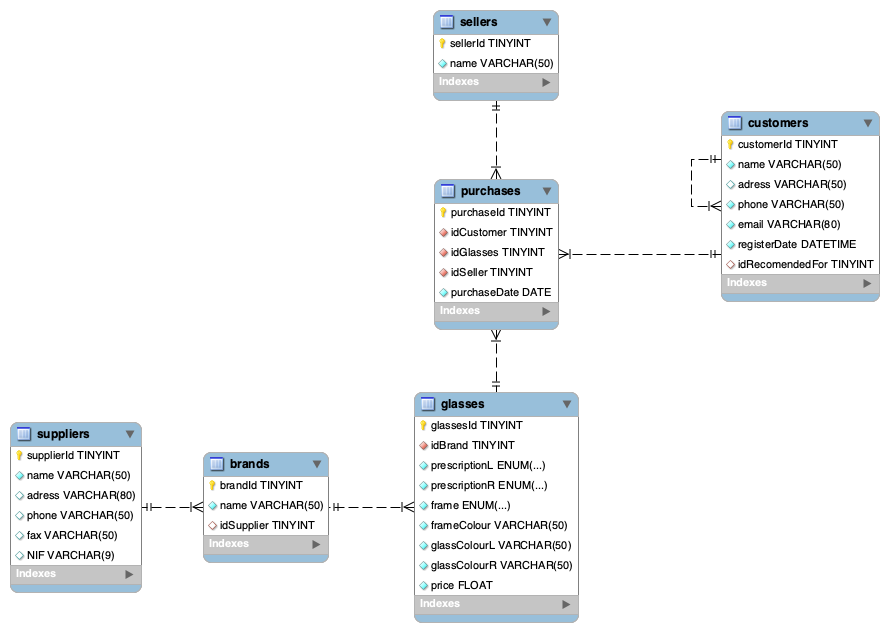 sellers
sellerId TINYINT
name VARCHAR(50)
Indexes
customers
customerId TINYINT
name VARCHAR(50)
adress VARCHAR(50)
phone VARCHAR(50)
email VARCHAR(80)
registerDate DATETIME
idRecomendedFor TINYINT
Indexes
purchases
purchaseId TINYINT
idCustomer TINYINT
idGlasses TINYINT
idSeller TINYINT
purchaseDate DATE
Indexes
glasses
glassesId TINYINT
idBrand TINYINT
prescriptionL ENUM(...)
prescriptionR ENUM(...)
frame ENUM(...)
frameColour VARCHAR(50)
glassColourL VARCHAR(50)
glassColourR VARCHAR(50)
price FLOAT
Indexes
suppliers
supplierId TINYINT
name VARCHAR(50)
adress VARCHAR(80)
phone VARCHAR(50)
fax VARCHAR(50)
NIF VARCHAR(9)
Indexes
brands
brandId TINYINT
name VARCHAR(50)
idSupplier TINYINT
Indexes